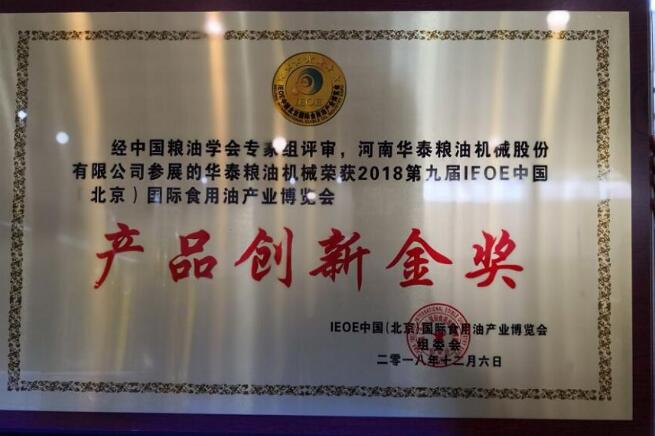 IEOE
经中国粮油学会专家组评审，河南华泰粮油机械股份
有限公司参展的华泰粮油机械荣获2018第九届IFOE中国
北京）国际食用油产业博览会
产品创新金奖
IEOE中国(北京)国际食用油产业博览会
组委会
二零一八年十二月六日